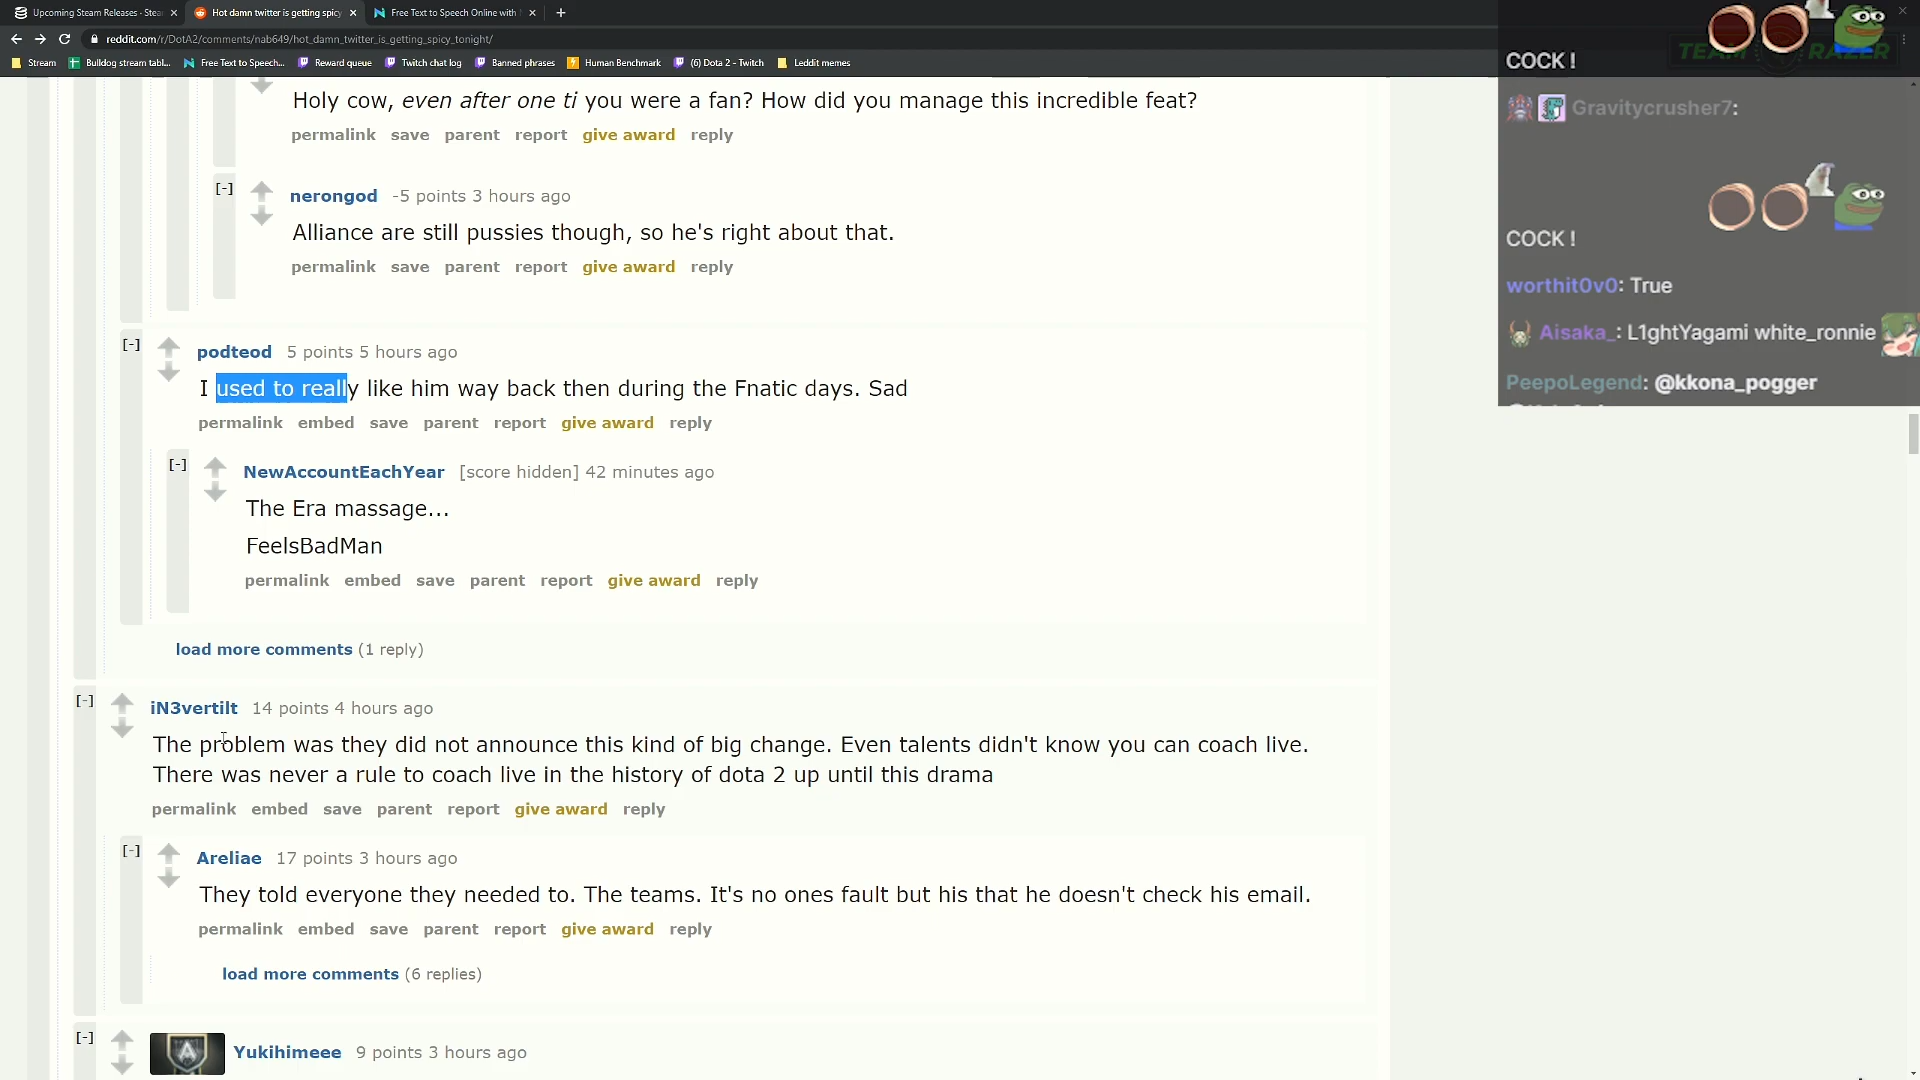 Upcoming Steam Releases · Stea
Hot damn twitter is getting spicy
Free Text to Speech Online with
reddit.com/r/DotA2/comments/nab649/hot_damn_twitter_is_getting_spicy_tonight/
Stream
Bulldog stream tabl...
Free Text to Speech...
Reward queue
Twitch chat log
Banned phrases
Human Benchmark
(6) Dota 2 - Twitch
Leddit memes
Holy cow, even after one ti you were a fan? How did you manage this incredible feat?
permalink save parent report give award reply
[-]
nerongod -5 points 3 hours ago
Alliance are still pussies though, so he's right about that.
permalink save parent report give award reply
[-]
podteod 5 points 5 hours ago
I used to really like him way back then during the Fnatic days. Sad
permalink embed save parent report give award reply
[-]
NewAccountEachYear [score hidden] 42 minutes ago
The Era massage...
FeelsBadMan
permalink embed save parent report give award reply
load more comments (1 reply)
[-]
iN3vertilt 14 points 4 hours ago
The problem was they did not announce this kind of big change. Even talents didn't know you can coach live.
There was never a rule to coach live in the history of dota 2 up until this drama
permalink embed save parent report give award reply
[-]
Areliae 17 points 3 hours ago
They told everyone they needed to. The teams. It's no ones fault but his that he doesn't check his email.
permalink embed save parent report give award reply
load more comments (6 replies)
[-]
Yukihimeee 9 points 3 hours ago
TEAM RAZER
COCK !
Gravitycrusher7:
COCK !
worthit0v0: True
Aisaka_: L1ghtYagami white_ronnie
PeepoLegend: @kkona_pogger